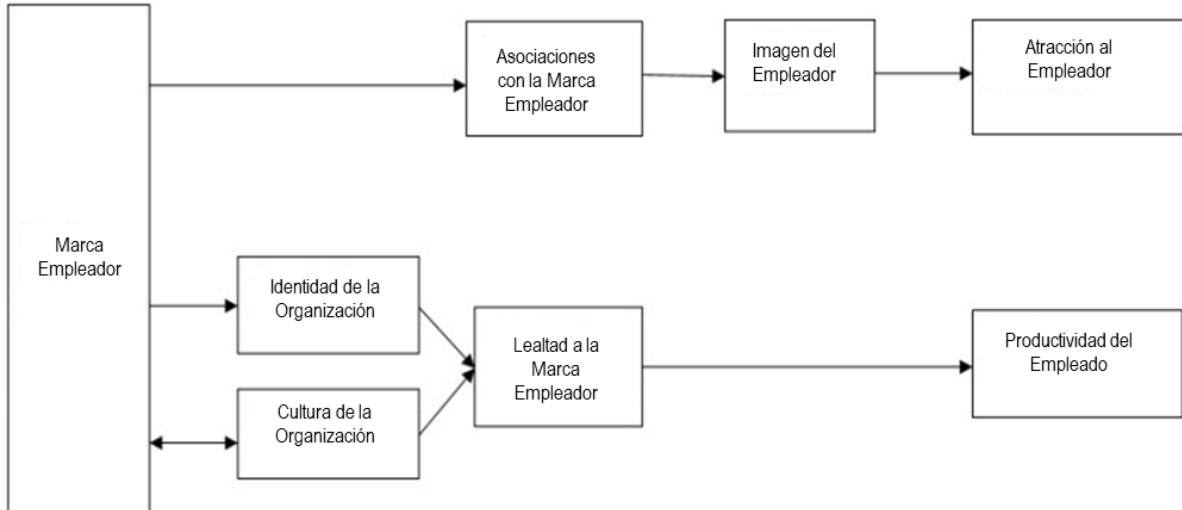 Asociaciones
con la Marca
Empleador
Imagen del
Empleador
Atracción al
Empleador
Marca
Empleador
Identidad de la
Organización
Lealtad a la
Marca
Empleador
Productividad del
Empleado
Cultura de la
Organización